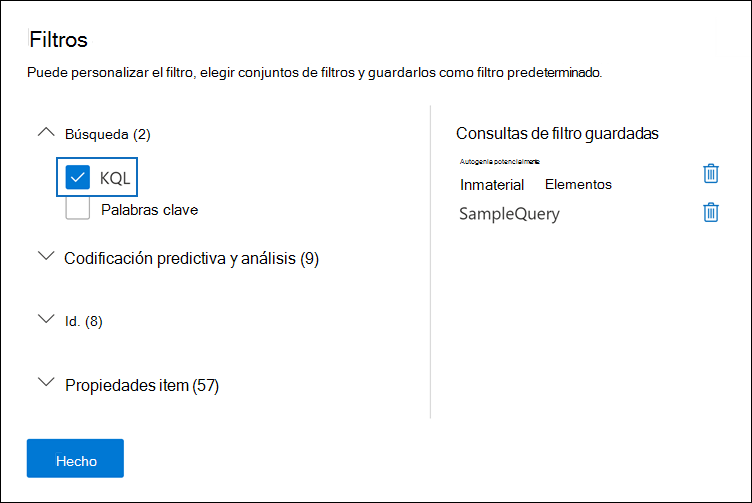 Filtros
Puede personalizar el filtro, elegir conjuntos de filtros y guardarlos como filtro predeterminado.
Búsqueda (2)
KQL
Palabras clave
Codificación predictiva y análisis (9)
Id. (8)
Propiedades item (57)
Consultas de filtro guardadas
Autogenia potencialmente
Inmaterial Elementos
SampleQuery
Hecho